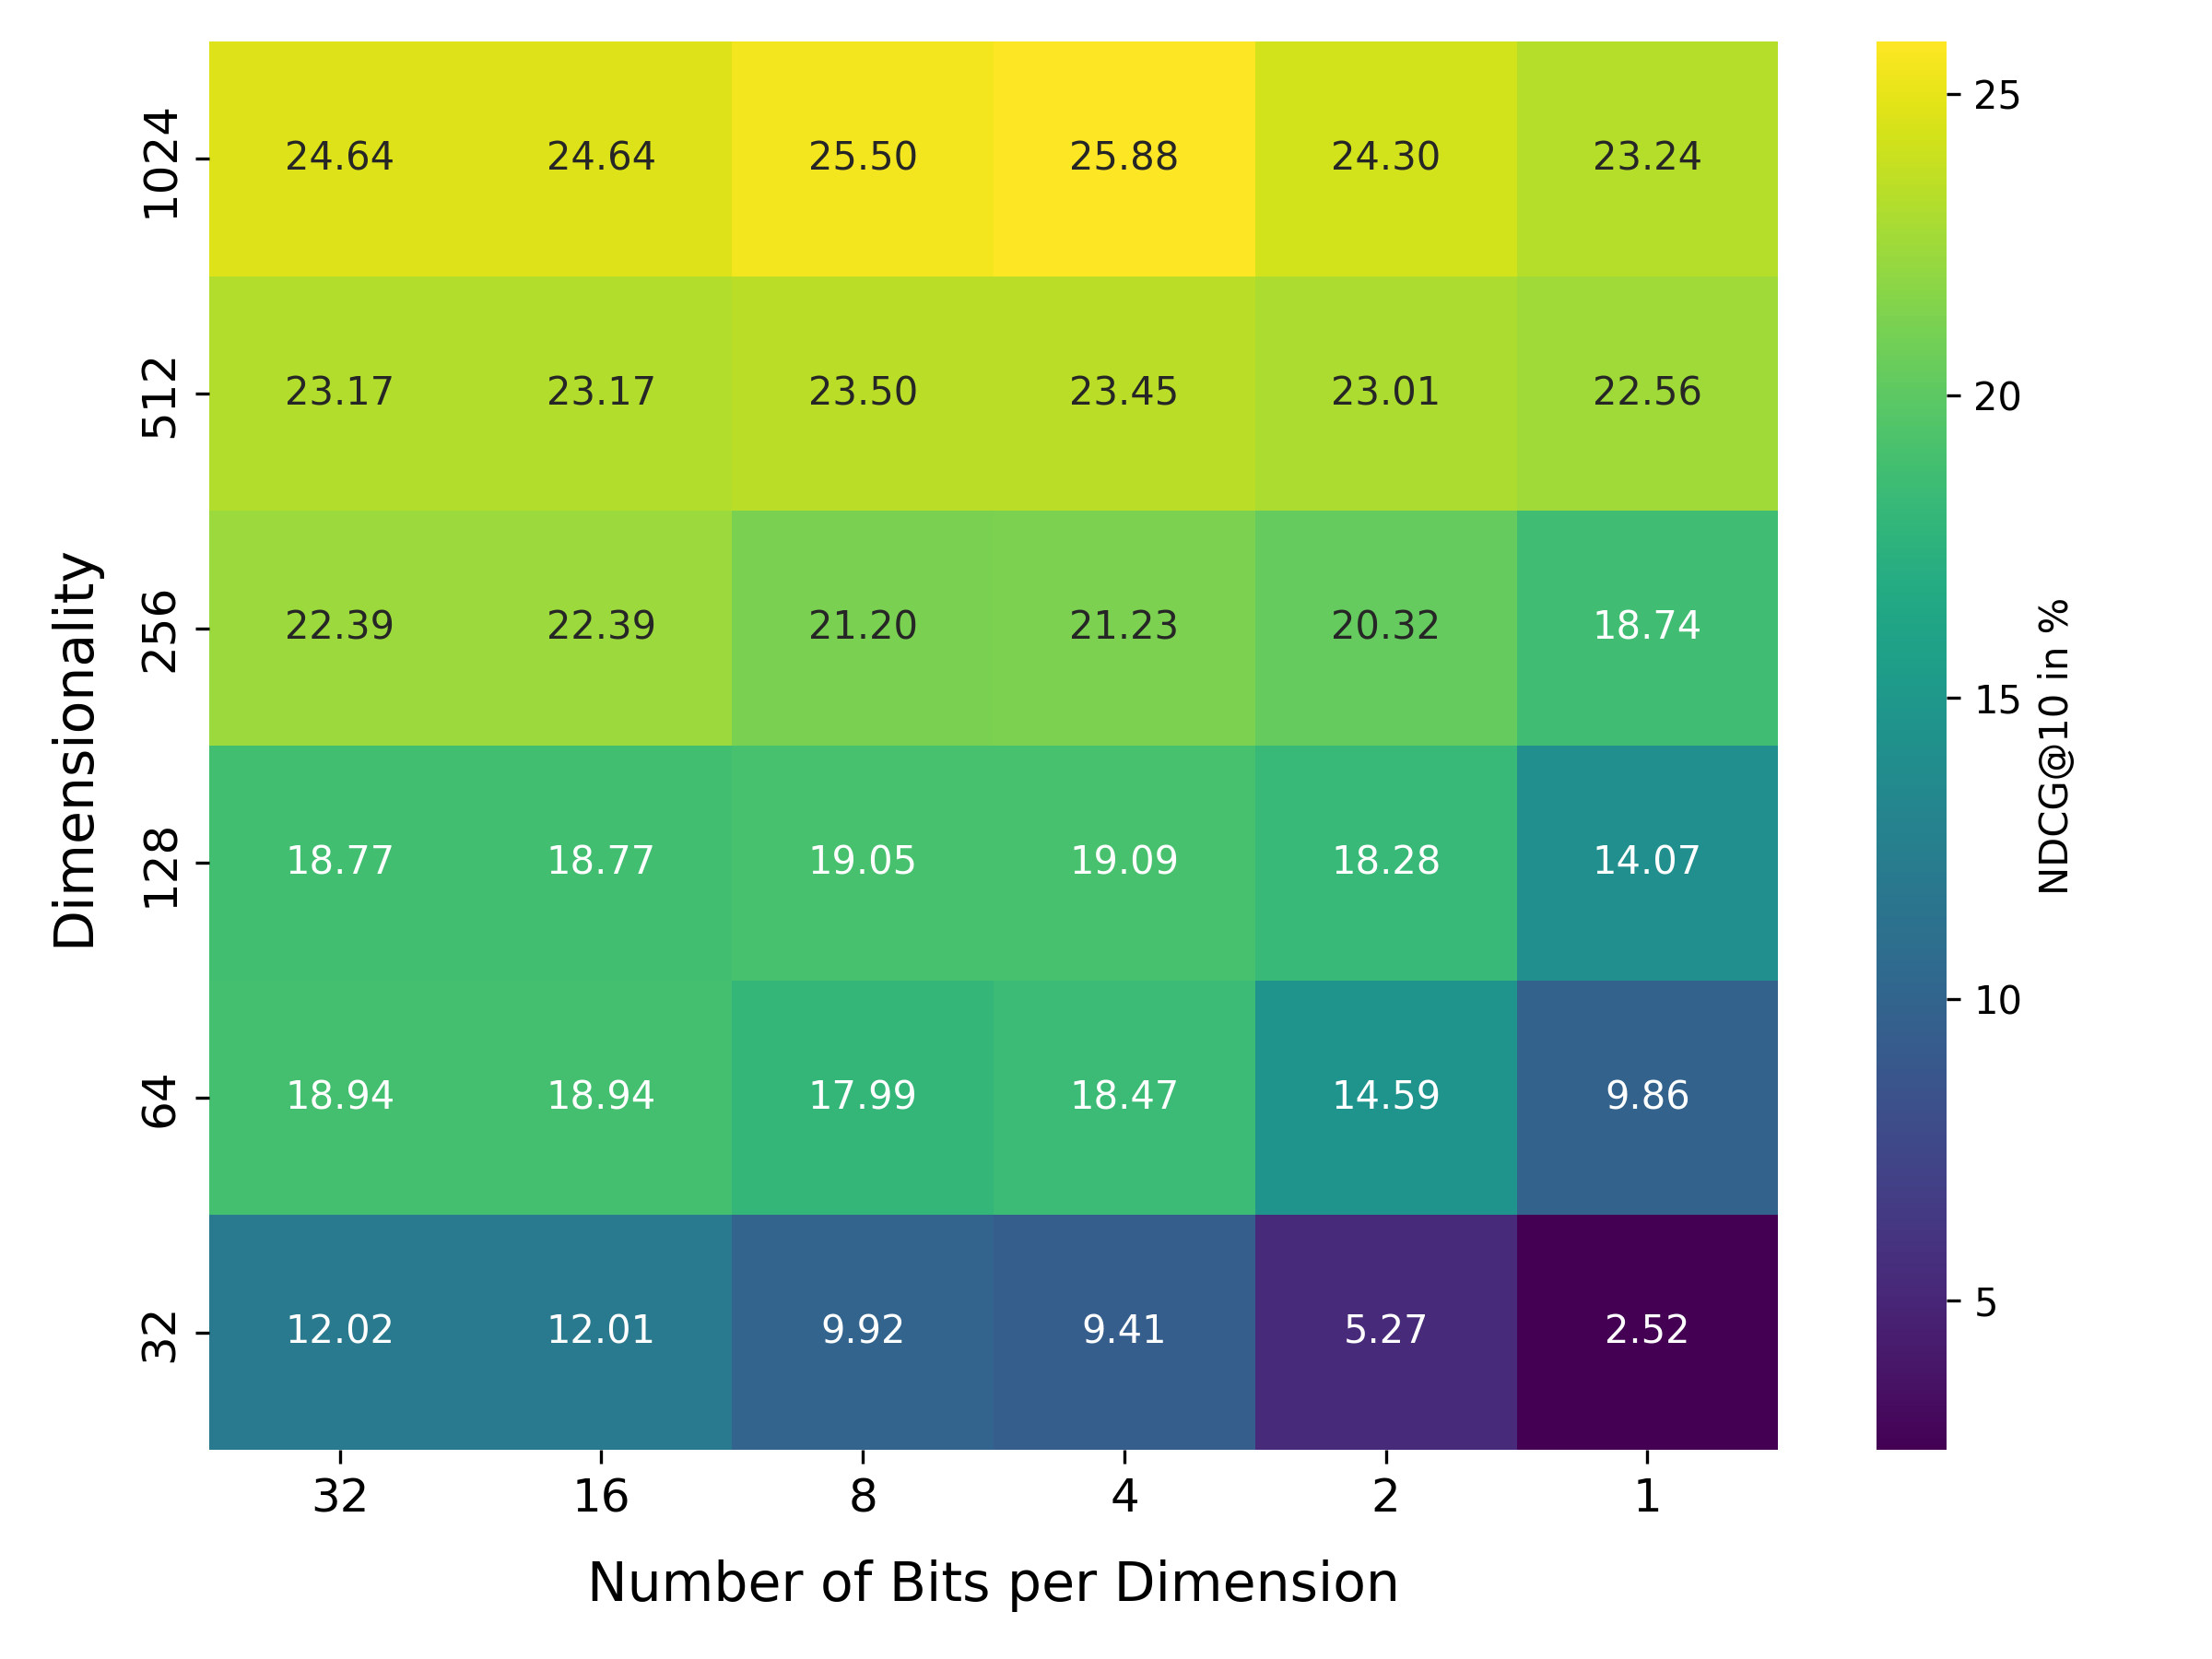 1024 24.64 24.64 25.50 25.88 24.30 23.24
512 23.17 23.17 23.50 23.45 23.01 22.56
256 22.39 22.39 21.20 21.23 20.32 18.74
128 18.77 18.77 19.05 19.09 18.28 14.07
64 18.94 18.94 17.99 18.47 14.59 9.86
32 12.02 12.01 9.92 9.41 5.27 2.52
32 16 8 4 2 1
Number of Bits per Dimension
Dimensionality
25
20
15
10
5
NDCG@10 in %